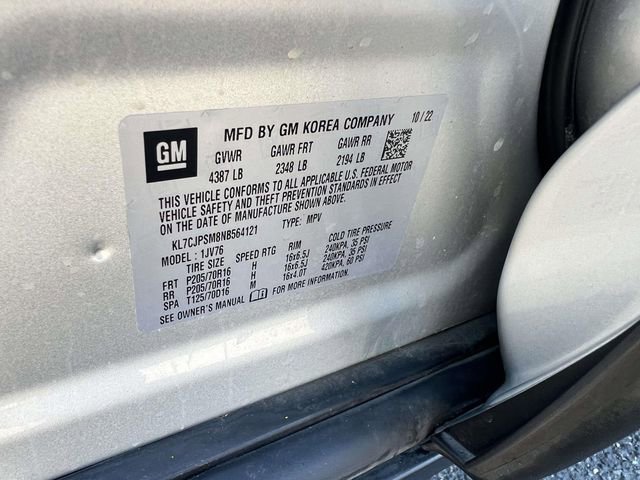 GM
MFD BY GM KOREA COMPANY 10 / 22
GVWR GAWR FRT GAWR RR
4387 LB 2348 LB 2194 LB
THIS VEHICLE CONFORMS TO ALL APPLICABLE U.S. FEDERAL MOTOR
VEHICLE SAFETY AND THEFT PREVENTION STANDARDS IN EFFECT
ON THE DATE OF MANUFACTURE SHOWN ABOVE.
KL7CJPSM8NB564121 TYPE: MPV
MODEL : 1JV76
TIRE SIZE SPEED RTG RIM COLD TIRE PRESSURE
FRT P205/70R16 H 16x6.5J 240KPA, 35 PSI
RR P205/70R16 H 16x6.5J 240KPA, 35 PSI
SPA T125/70D16 M 16x4.0T 420KPA, 60 PSI
SEE OWNER'S MANUAL i FOR MORE INFORMATION.